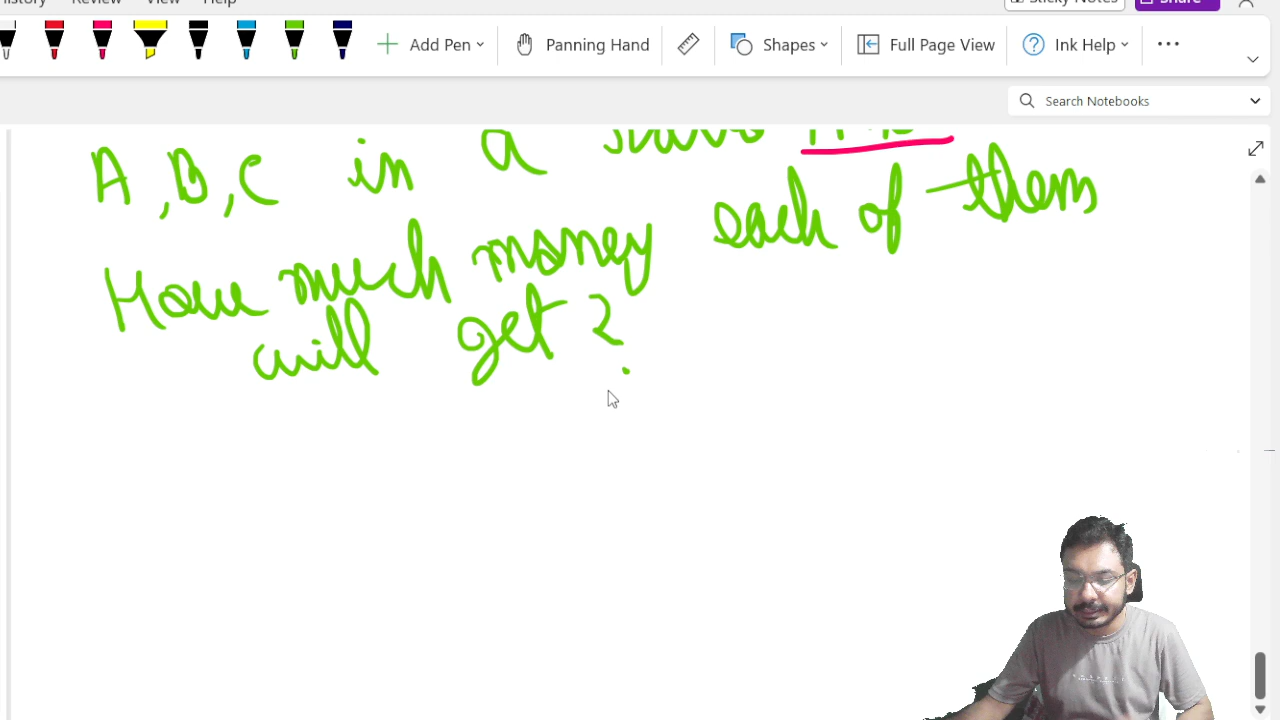 History Review View Help
Sticky Notes Share
Add Pen Panning Hand Shapes Full Page View Ink Help
Search Notebooks
A, B, C in a
How much money each of them
will get?